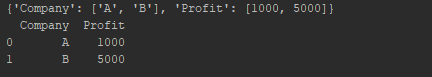 {'Company': ['A', 'B'], 'Profit': [1000, 5000]}
  Company  Profit
0       A    1000
1       B    5000